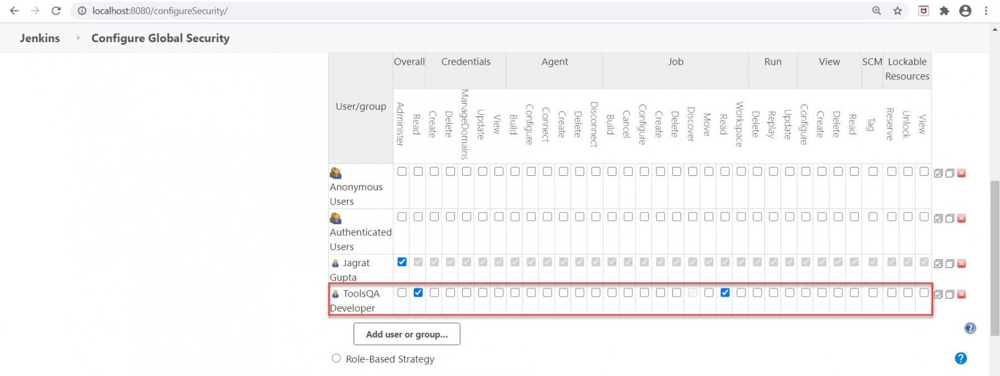 localhost:8080/configureSecurity/
Jenkins Configure Global Security
User/group
Overall Credentials Agent Job Run View SCM Lockable
Resources
Administer Read Create Delete ManageDomains Update View Build Configure Connect Create Delete Disconnect Build Cancel Configure Create Delete Discover Move Read Workspace Delete Replay Update Configure Create Delete Read Tag Reserve Unlock View
Anonymous
Users
Authenticated
Users
Jagrat
Gupta
ToolsQA
Developer
Add user or group...
?
Role-Based Strategy
?